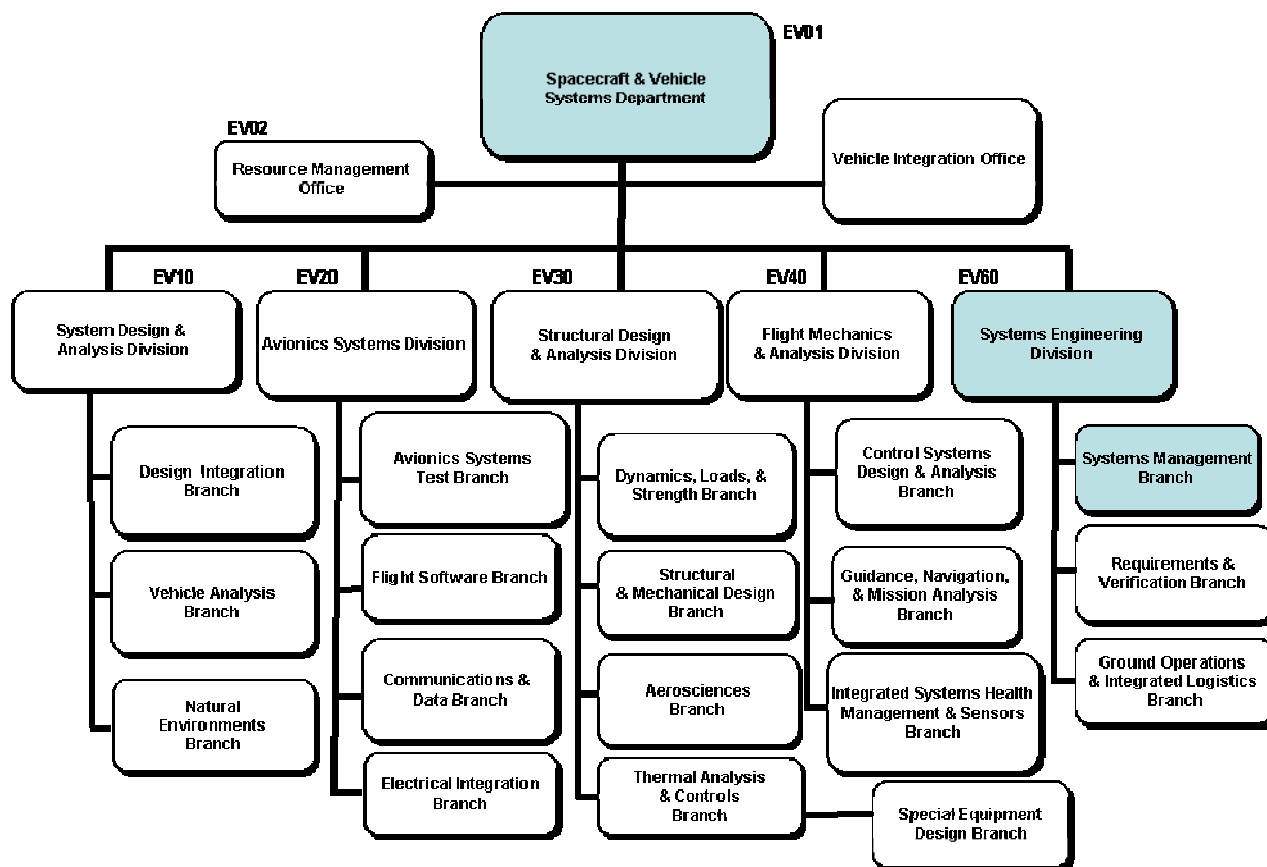 EV01
Spacecraft & Vehicle
Systems Department
EV02
Resource Management
Office
Vehicle Integration Office
EV10
System Design &
Analysis Division
EV20
Avionics Systems Division
EV30
Structural Design
& Analysis Division
EV40
Flight Mechanics
& Analysis Division
EV60
Systems Engineering
Division
Design Integration
Branch
Vehicle Analysis
Branch
Natural
Environments
Branch
Avionics Systems
Test Branch
Flight Software Branch
Communications &
Data Branch
Electrical Integration
Branch
Dynamics, Loads, &
Strength Branch
Structural
& Mechanical Design
Branch
Aerosciences
Branch
Thermal Analysis
& Controls
Branch
Special Equipment
Design Branch
Control Systems
Design & Analysis
Branch
Guidance, Navigation,
& Mission Analysis
Branch
Integrated Systems Health
Management & Sensors
Branch
Systems Management
Branch
Requirements &
Verification Branch
Ground Operations
& Integrated Logistics
Branch